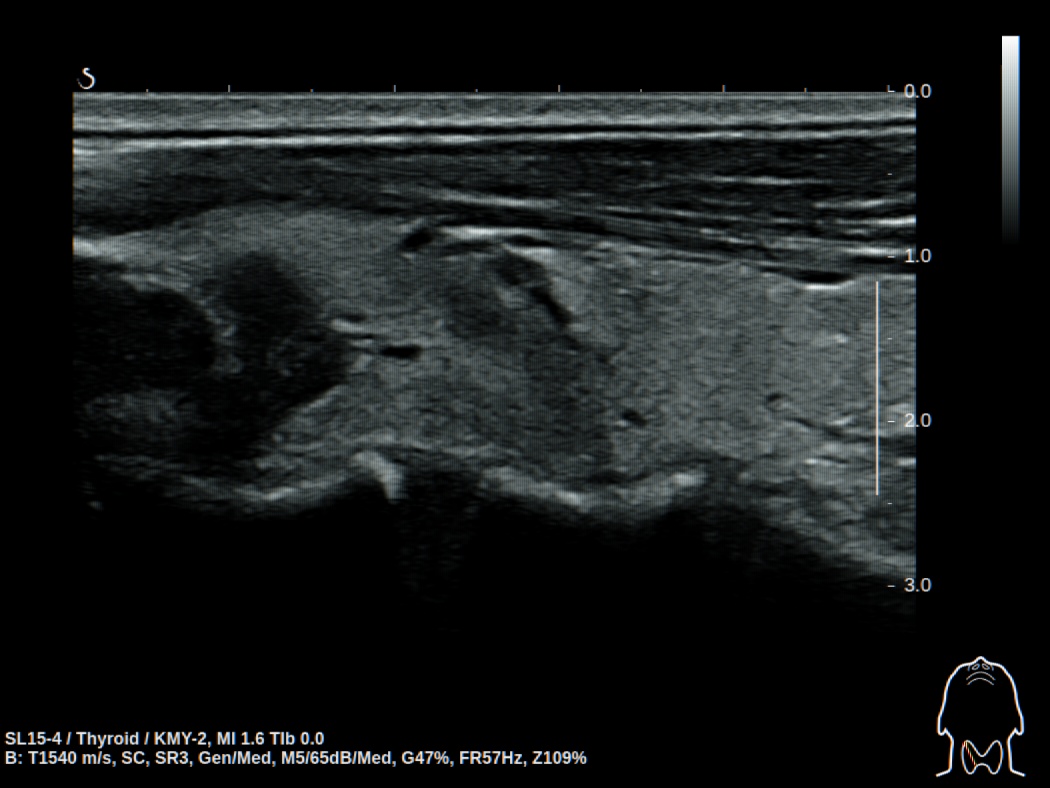 S
0.0
1.0
2.0
3.0
SL15-4 / Thyroid / KMY-2, MI 1.6 TIb 0.0
B: T1540 m/s, SC, SR3, Gen/Med, M5/65dB/Med, G47%, FR57Hz, Z109%